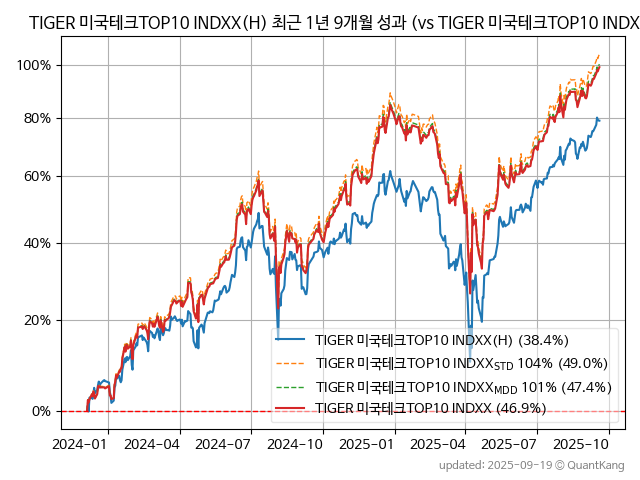 TIGER 미국테크TOP10 INDXX(H) 최근 1년 9개월 성과 (vs TIGER 미국테크TOP10 INDX
100%
80%
60%
40%
20%
0%
TIGER 미국테크TOP10 INDXX(H) (38.4%)
TIGER 미국테크TOP10 INDXX_STD 104% (49.0%)
TIGER 미국테크TOP10 INDXX_MDD 101% (47.4%)
TIGER 미국테크TOP10 INDXX (46.9%)
2024-01 2024-04 2024-07 2024-10 2025-01 2025-04 2025-07 2025-10
updated: 2025-09-19 © QuantKang